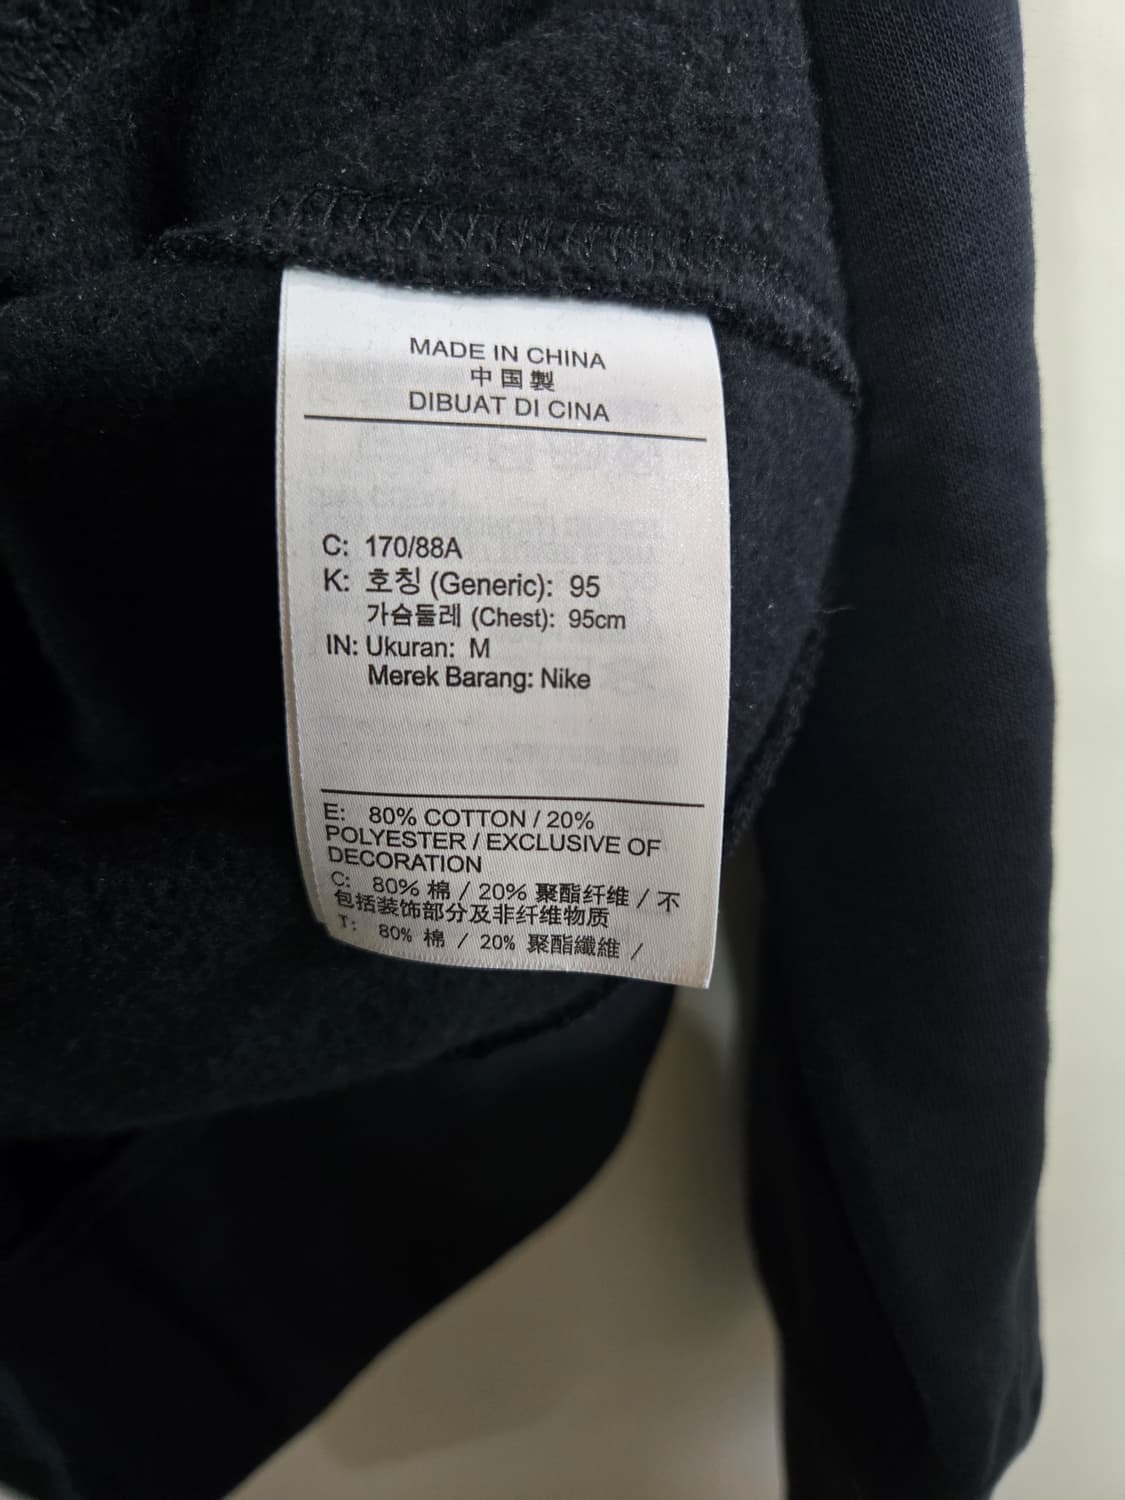 MADE IN CHINA
中国製
DIBUAT DI CINA
C: 170/88A
K: 호칭 (Generic): 95
가슴둘레 (Chest): 95cm
IN: Ukuran: M
Merek Barang: Nike
E: 80% COTTON / 20%
POLYESTER / EXCLUSIVE OF
DECORATION
C: 80% 棉 / 20% 聚酯纤维 / 不
包括装饰部分及非纤维物质
T: 80% 棉 / 20% 聚酯纖維 /